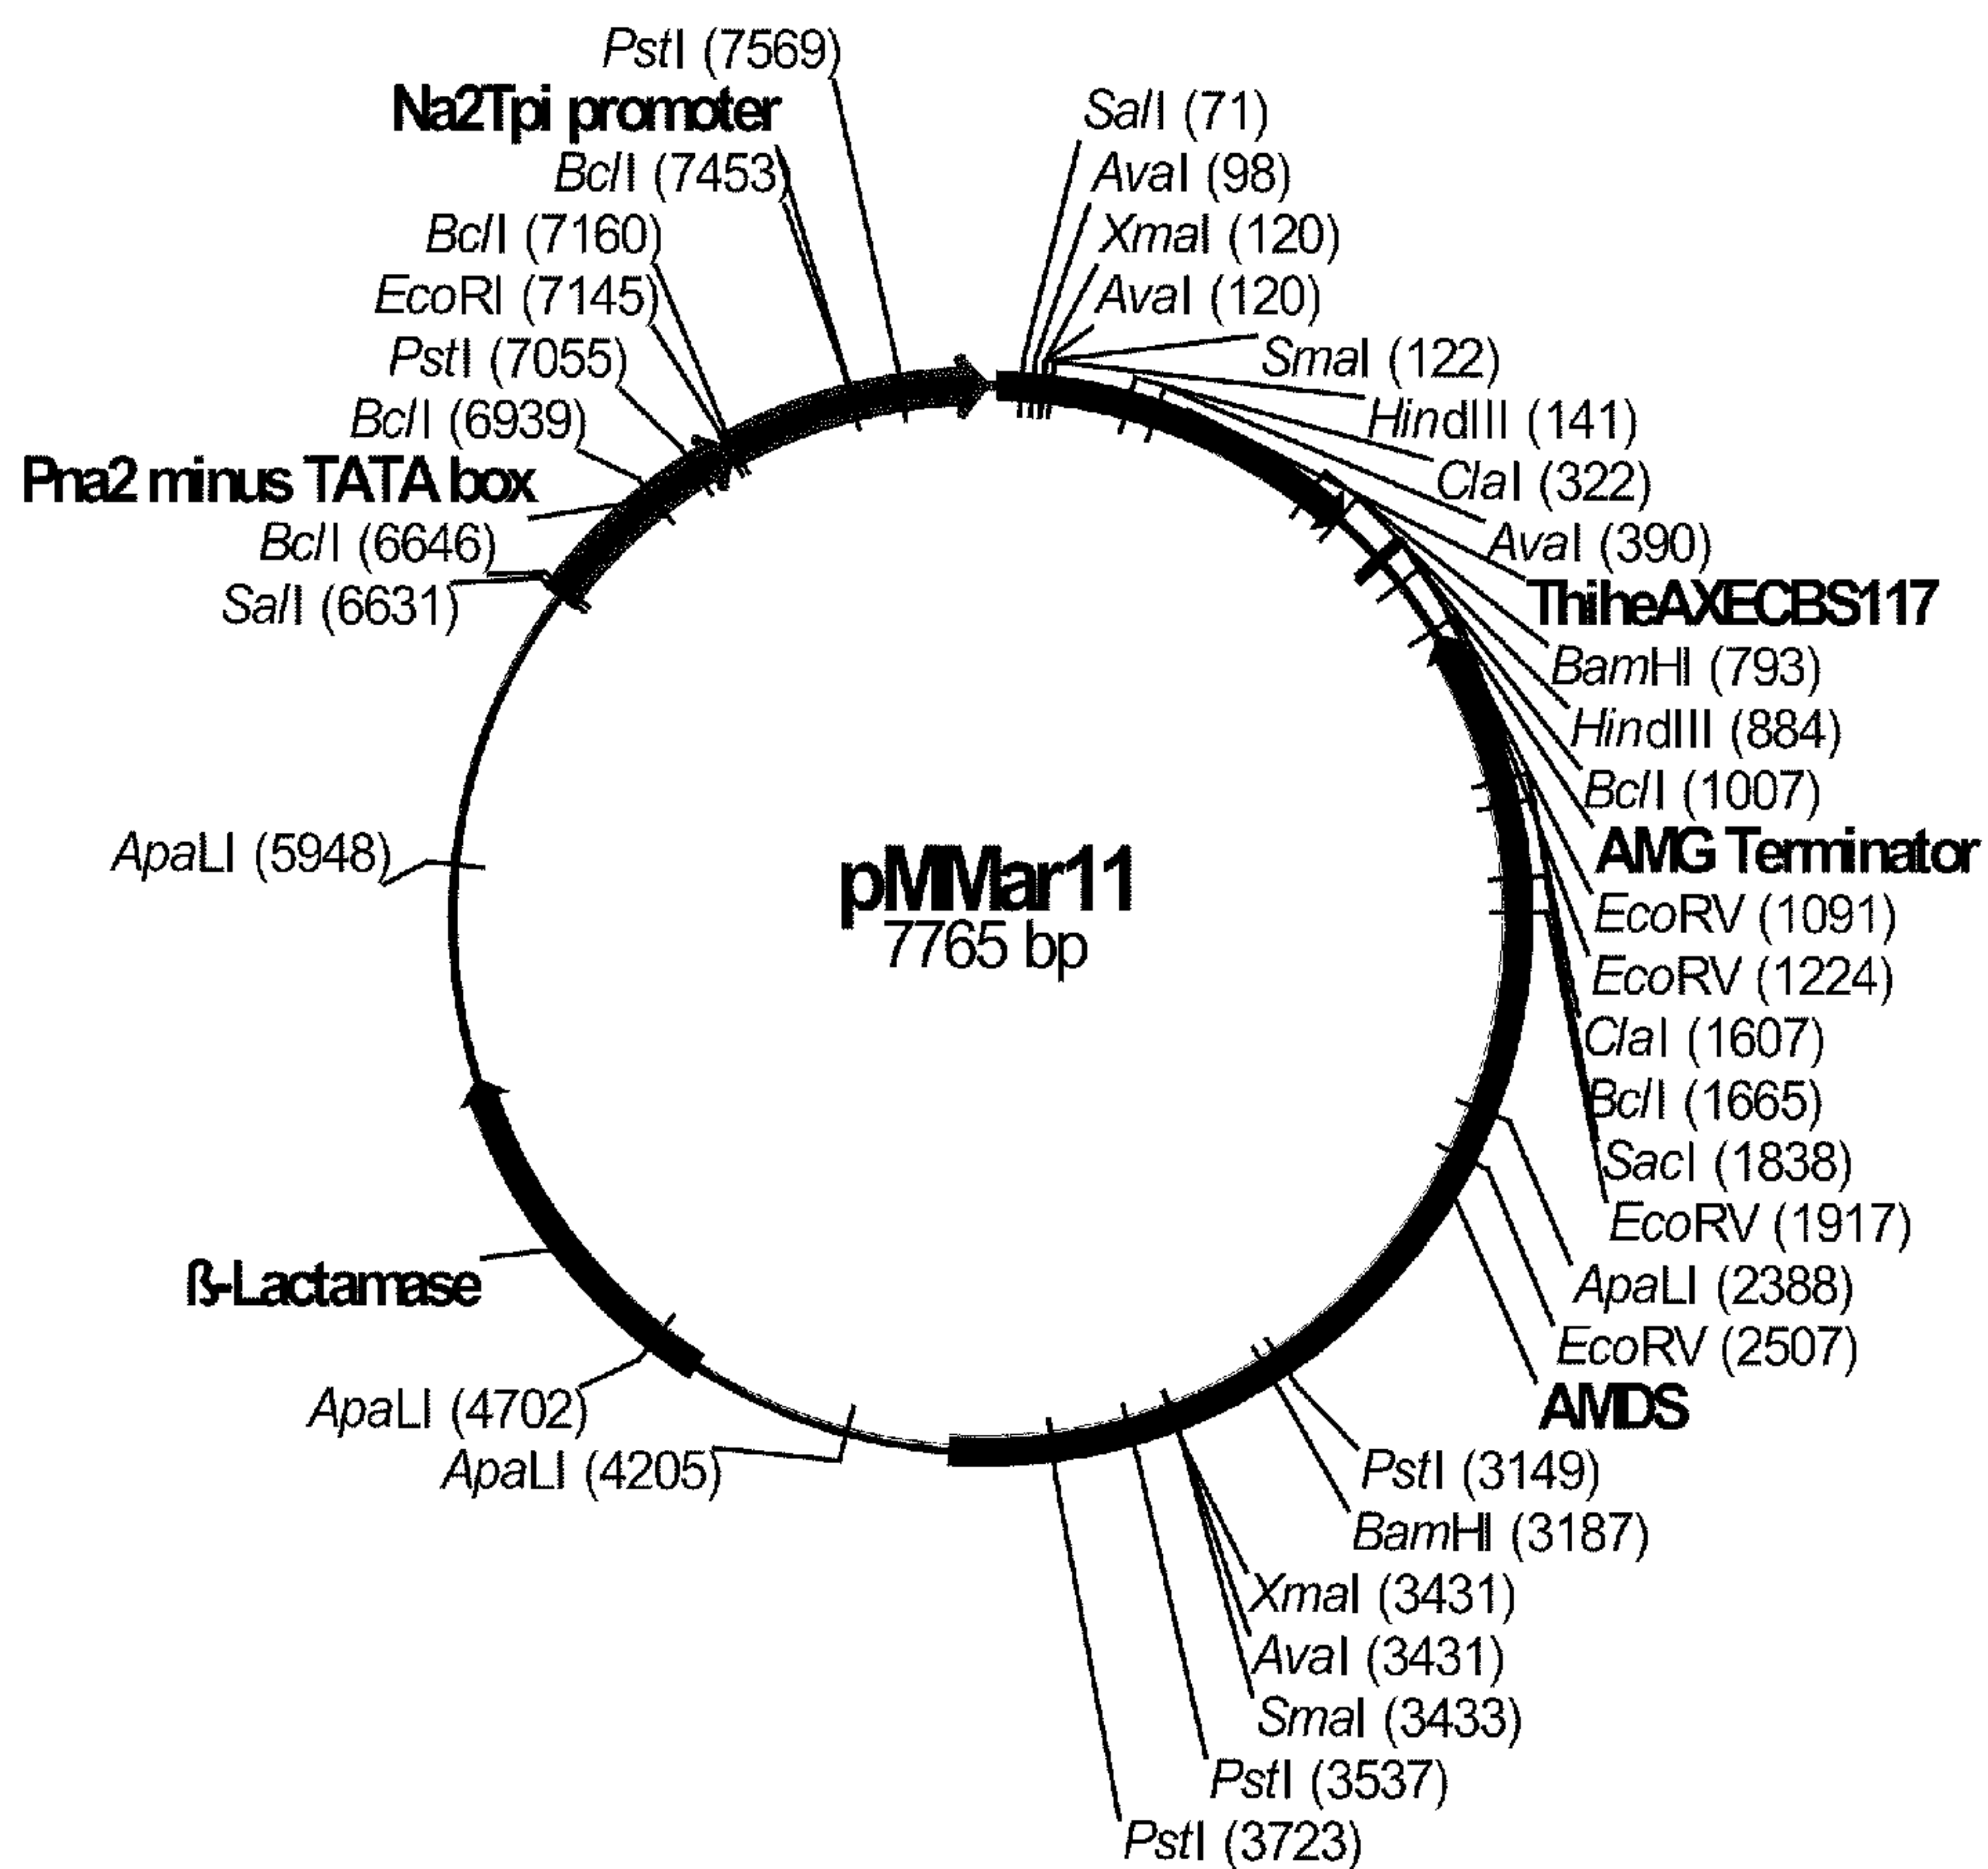 PstI (7569)
Na2Tpi promoter
BclI (7453)
BclI (7160)
EcoRI (7145)
PstI (7055)
BclI (6939)
Pna2 minus TATA box
BclI (6646)
SalI (6631)
ApaLI (5948)
ß-Lactamase
ApaLI (4702)
ApaLI (4205)
pMMar11
7765 bp
SalI (71)
AvaI (98)
XmaI (120)
AvaI (120)
SmaI (122)
HindIII (141)
ClaI (322)
AvaI (390)
ThiheAXECBS117
BamHI (793)
HindIII (884)
BclI (1007)
AMG Terminator
EcoRV (1091)
EcoRV (1224)
ClaI (1607)
BclI (1665)
SacI (1838)
EcoRV (1917)
ApaLI (2388)
EcoRV (2507)
AMDS
PstI (3149)
BamHI (3187)
XmaI (3431)
AvaI (3431)
SmaI (3433)
PstI (3537)
PstI (3723)